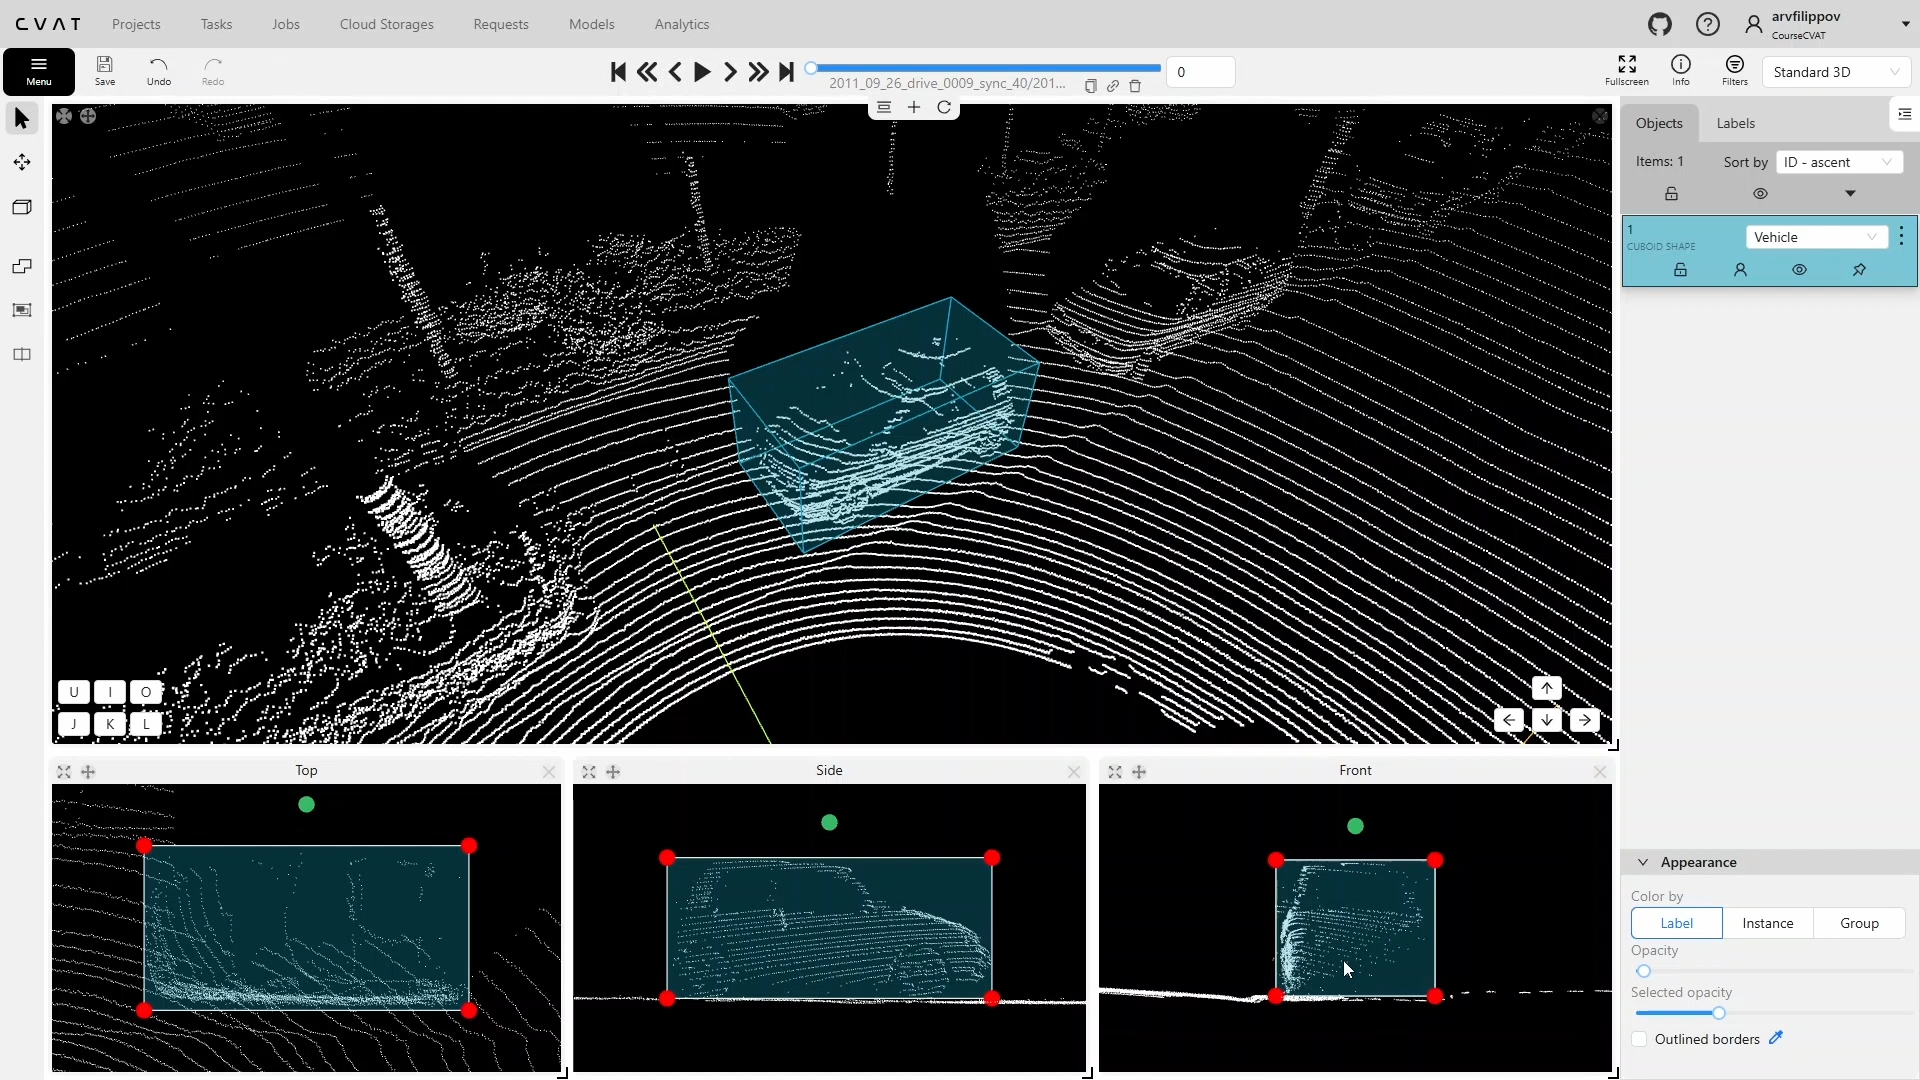 CVAT Projects Tasks Jobs Cloud Storages Requests Models Analytics arvfilippov
CourseCVAT
Menu Save Undo Redo 0 Fullscreen Info Filters Standard 3D
2011_09_26_drive_0009_sync_40/201...
Objects Labels
Items: 1 Sort by ID - ascent
1
CUBOID SHAPE Vehicle
U I O
J K L
Top Side Front
Appearance
Color by
Label Instance Group
Opacity
Selected opacity
Outlined borders